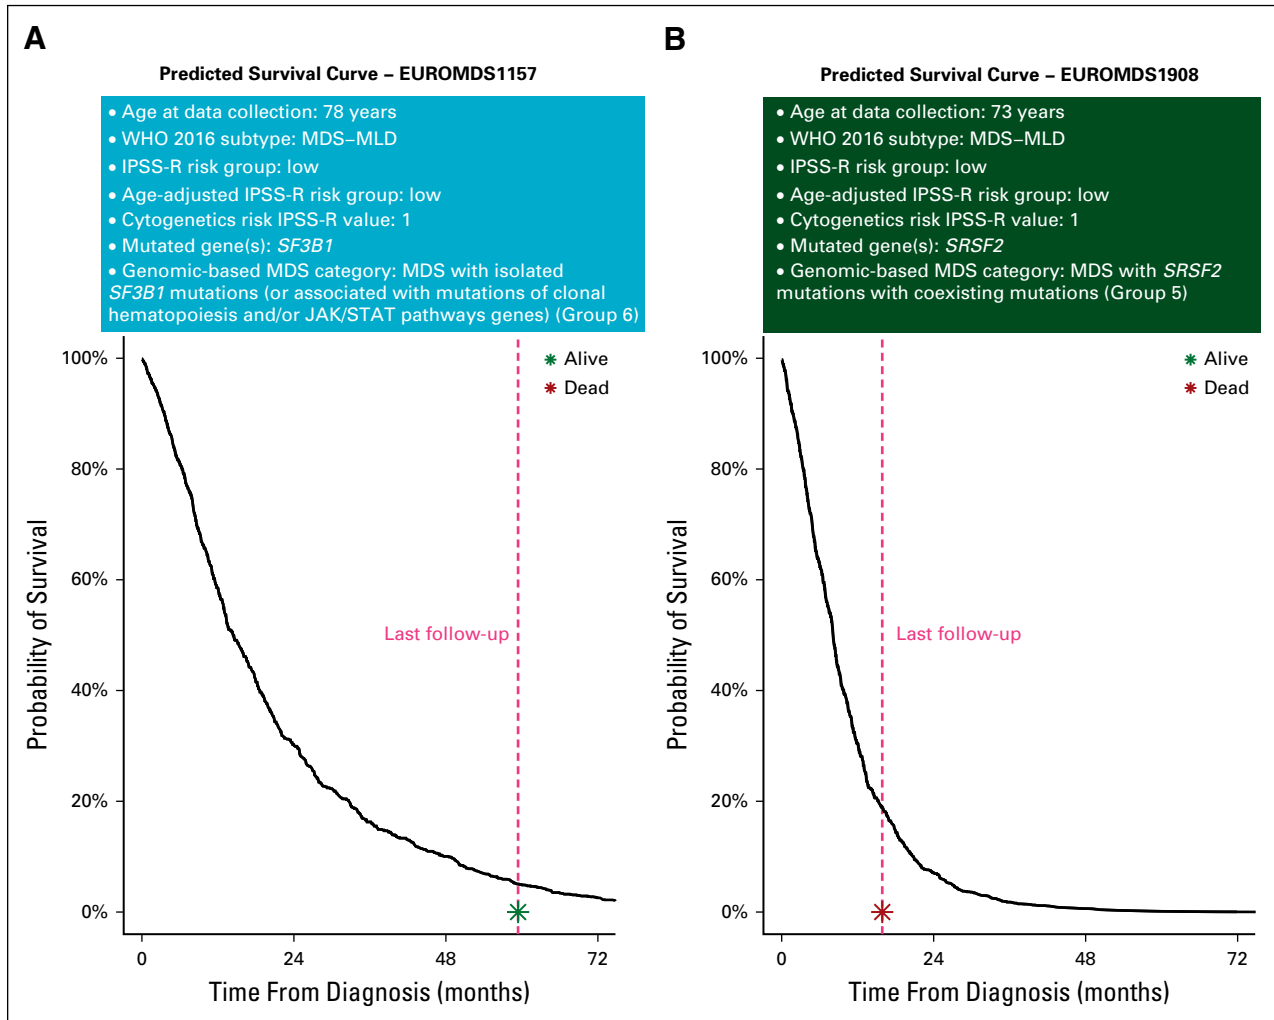 A
Predicted Survival Curve – EUROMDS1157
• Age at data collection: 78 years
• WHO 2016 subtype: MDS–MLD
• IPSS-R risk group: low
• Age-adjusted IPSS-R risk group: low
• Cytogenetics risk IPSS-R value: 1
• Mutated gene(s): SF3B1
• Genomic-based MDS category: MDS with isolated
SF3B1 mutations (or associated with mutations of clonal
hematopoiesis and/or JAK/STAT pathways genes) (Group 6)
100%
80%
60%
40%
20%
0%
Probability of Survival
Alive
Dead
Last follow-up
0
24
48
72
Time From Diagnosis (months)
B
Predicted Survival Curve – EUROMDS1908
• Age at data collection: 73 years
• WHO 2016 subtype: MDS–MLD
• IPSS-R risk group: low
• Age-adjusted IPSS-R risk group: low
• Cytogenetics risk IPSS-R value: 1
• Mutated gene(s): SRSF2
• Genomic-based MDS category: MDS with SRSF2
mutations with coexisting mutations (Group 5)
100%
80%
60%
40%
20%
0%
Probability of Survival
Alive
Dead
Last follow-up
0
24
48
72
Time From Diagnosis (months)